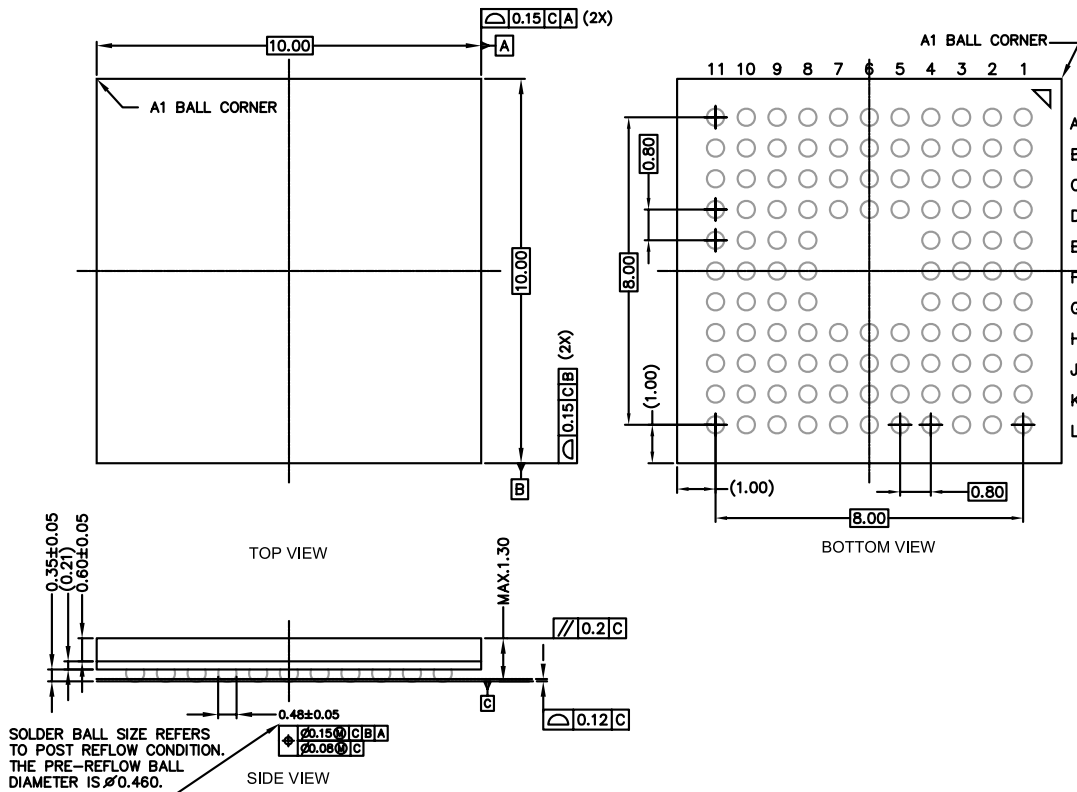 ⌓ 0.15 C A (2X)
10.00
A
A1 BALL CORNER
10.00
⌓ 0.15 C B (2X)
B
TOP VIEW
A1 BALL CORNER
11 10 9 8 7 6 5 4 3 2 1
A
B
C
D
E
F
G
H
J
K
L
0.80
8.00
(1.00)
(1.00)
0.80
8.00
BOTTOM VIEW
0.35±0.05
(0.21)
0.60±0.05
MAX.1.30
// 0.2 C
C
⌓ 0.12 C
0.48±0.05
⌖ Ø0.15Ⓜ C B A
Ø0.08Ⓜ C
SOLDER BALL SIZE REFERS
TO POST REFLOW CONDITION.
THE PRE-REFLOW BALL
DIAMETER IS Ø0.460.
SIDE VIEW